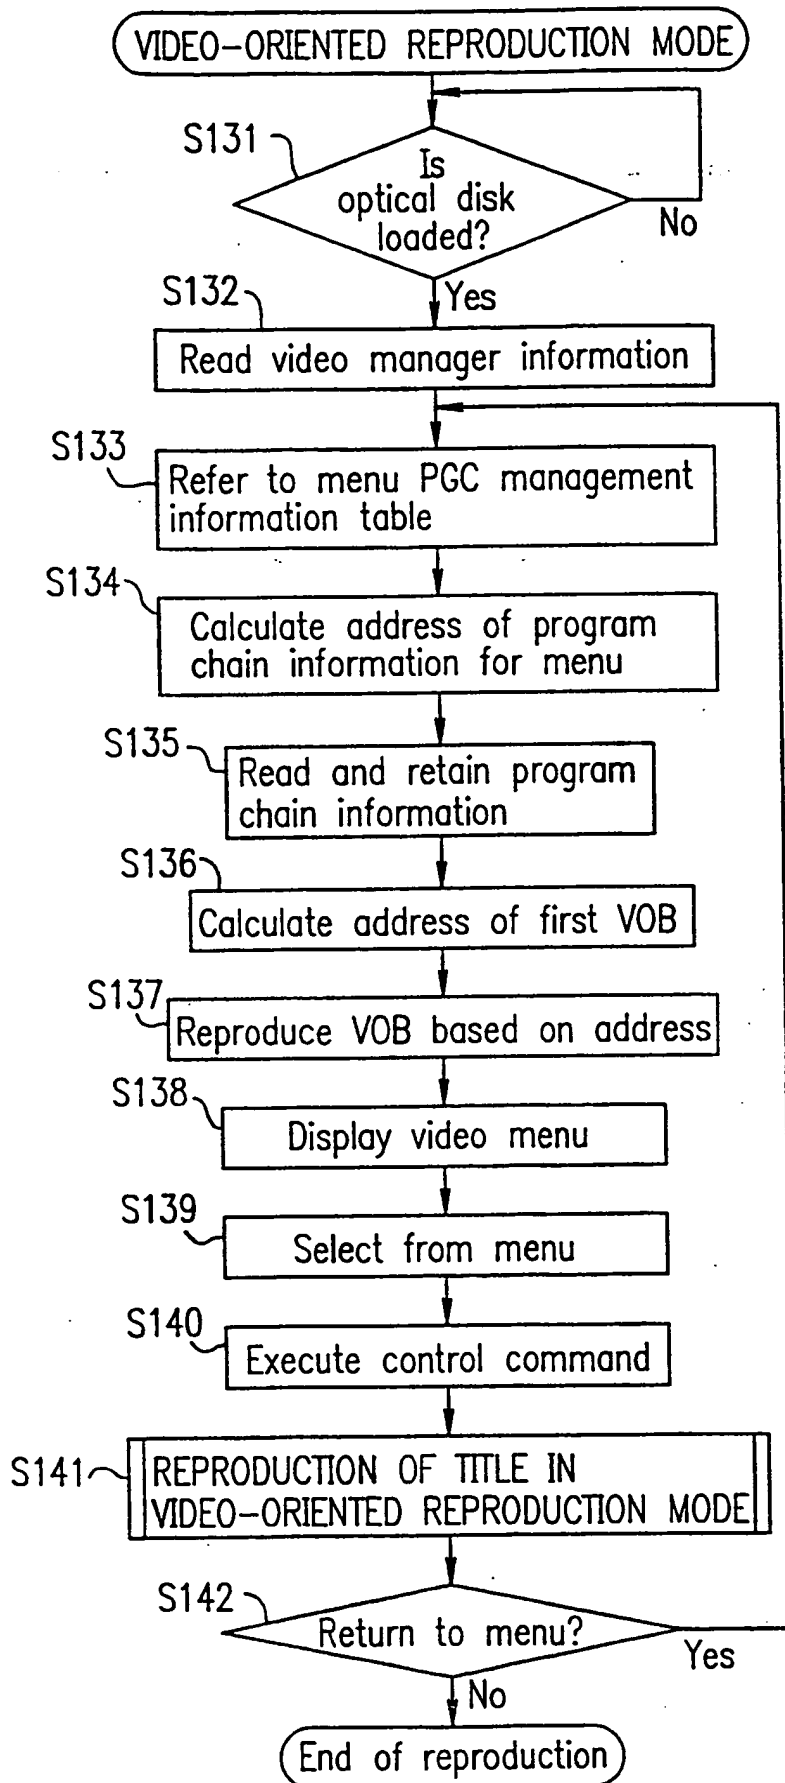 VIDEO-ORIENTED REPRODUCTION MODE
S131
Is
optical disk
loaded?
No
Yes
S132
Read video manager information
S133
Refer to menu PGC management
information table
S134
Calculate address of program
chain information for menu
S135
Read and retain program
chain information
S136
Calculate address of first VOB
S137
Reproduce VOB based on address
S138
Display video menu
S139
Select from menu
S140
Execute control command
S141
REPRODUCTION OF TITLE IN
VIDEO-ORIENTED REPRODUCTION MODE
S142
Return to menu?
Yes
No
End of reproduction